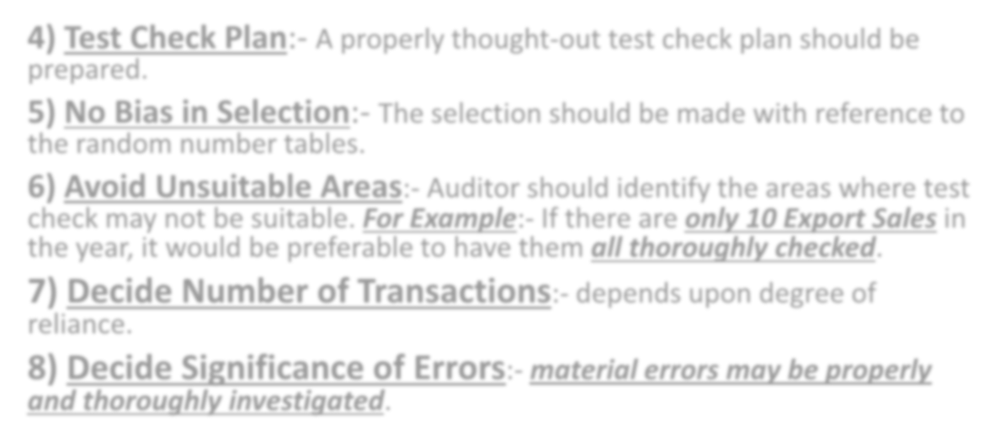 4) Test Check Plan:- A properly thought-out test check plan should be
prepared.
5) No Bias in Selection:- The selection should be made with reference to
the random number tables.
6) Avoid Unsuitable Areas:- Auditor should identify the areas where test
check may not be suitable. For Example:- If there are only 10 Export Sales in
the year, it would be preferable to have them all thoroughly checked.
7) Decide Number of Transactions:- depends upon degree of
reliance.
8) Decide Significance of Errors:- material errors may be properly
and thoroughly investigated.